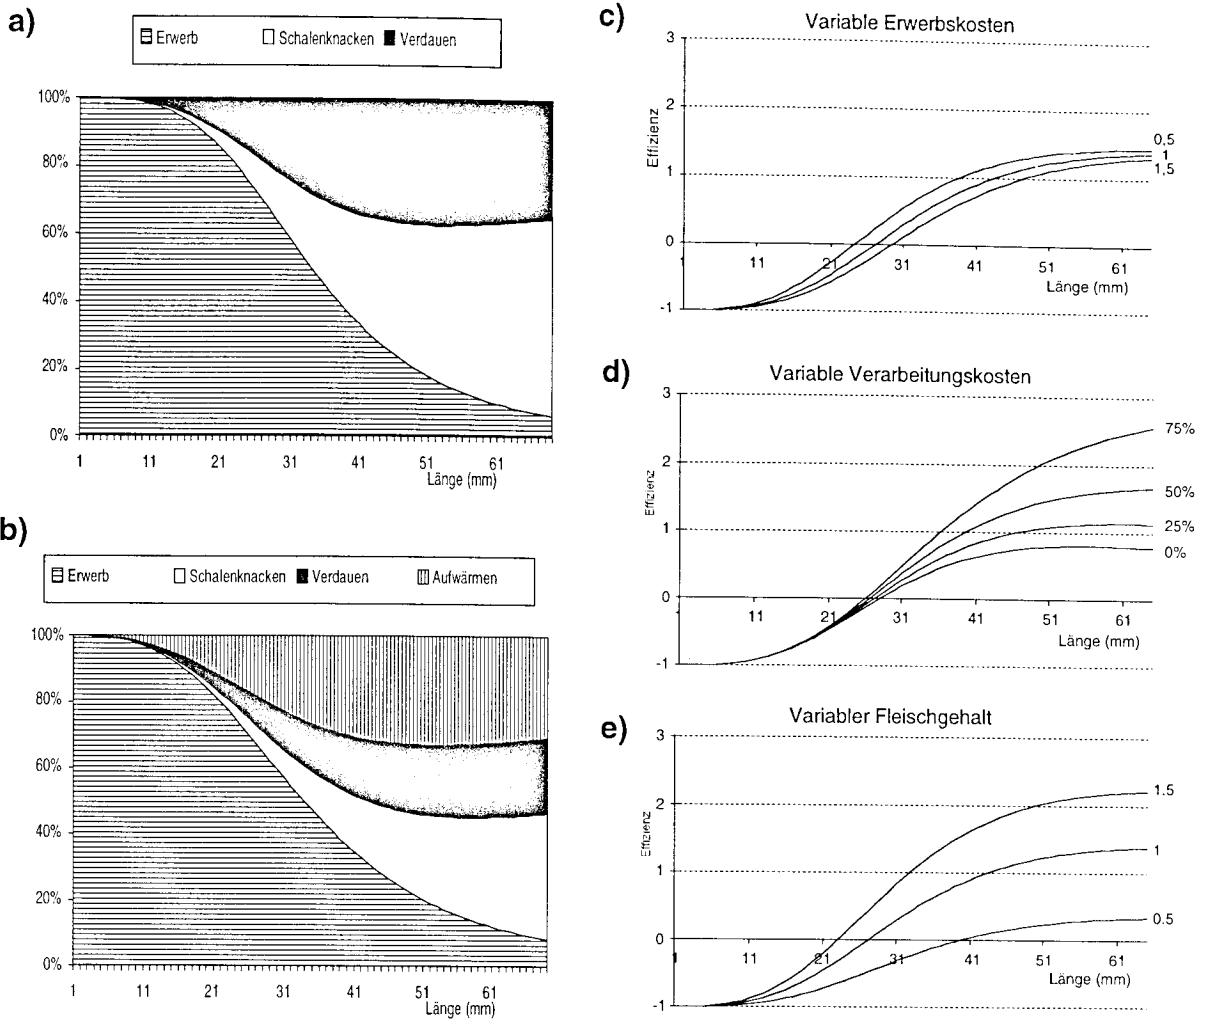 a)
Erwerb Schalenknacken Verdauen
100%
80%
60%
40%
20%
0%
1 11 21 31 41 51 61
Länge (mm)
b)
Erwerb Schalenknacken Verdauen Aufwärmen
100%
80%
60%
40%
20%
0%
1 11 21 31 41 51 61
Länge (mm)
c)
Variable Erwerbskosten
Effizienz
3
2
1
0
-1
1 11 21 31 41 51 61
Länge (mm)
0,5
1
1,5
d)
Variable Verarbeitungskosten
Effizienz
3
2
1
0
-1
11 21 31 41 51 61
Länge (mm)
75%
50%
25%
0%
e)
Variabler Fleischgehalt
Effizienz
3
2
1
0
-1
1 11 21 31 41 51 61
Länge (mm)
1.5
1
0.5